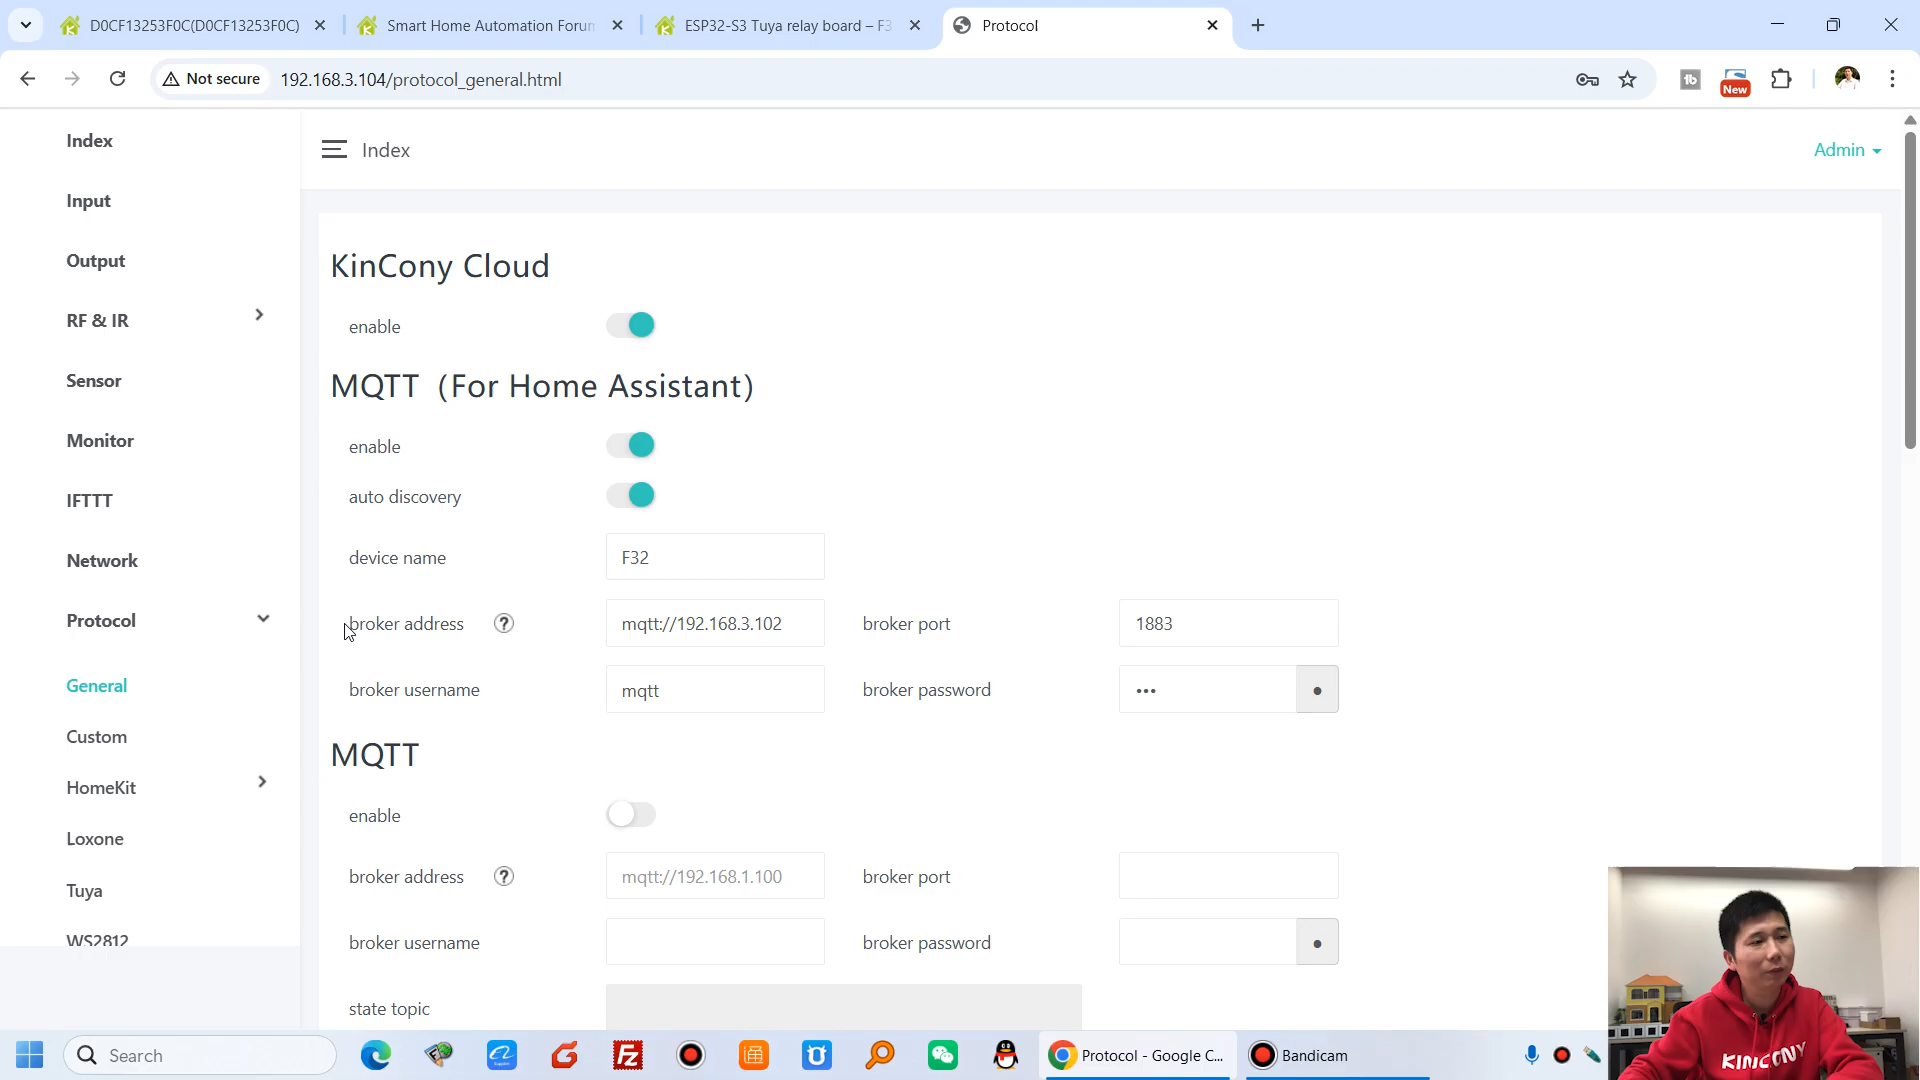 D0CF13253F0C(D0CF13253F0C)
Smart Home Automation Forum
ESP32-S3 Tuya relay board – F3
Protocol
Not secure
192.168.3.104/protocol_general.html
New
Index
Input
Output
RF & IR
Sensor
Monitor
IFTTT
Network
Protocol
General
Custom
HomeKit
Loxone
Tuya
WS2812
Index
Admin
KinCony Cloud
enable
MQTT（For Home Assistant）
enable
auto discovery
device name
F32
broker address
?
mqtt://192.168.3.102
broker port
1883
broker username
mqtt
broker password
•••
MQTT
enable
broker address
?
mqtt://192.168.1.100
broker port
broker username
broker password
state topic
KINCONY
Search
Protocol - Google C...
Bandicam